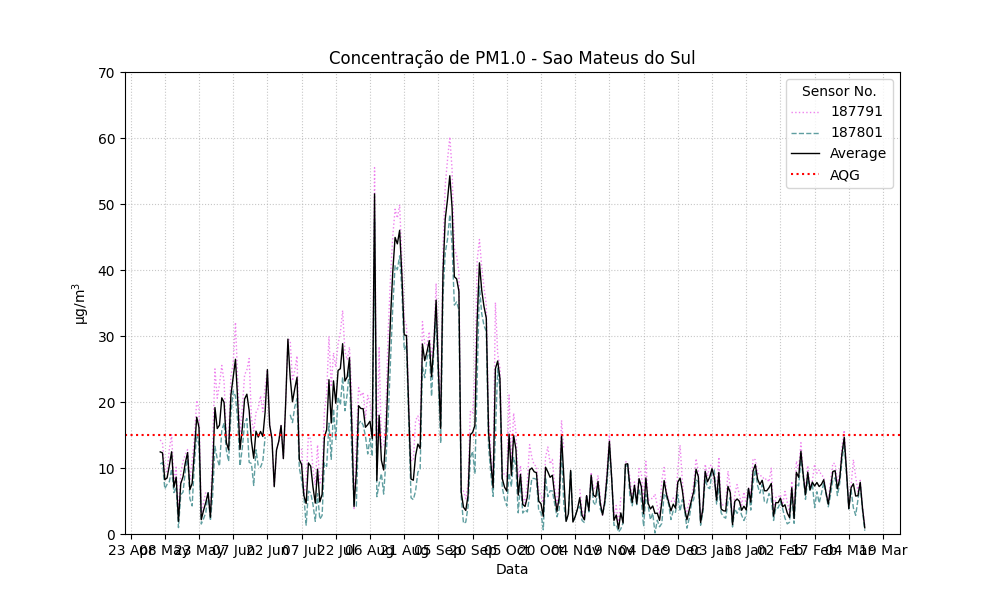 Concentração de PM1.0 - Sao Mateus do Sul
70
60
50
40
30
20
10
0
µg/m³
Sensor No.
187791
187801
Average
AQG
23 Apr 08 May 23 May 07 Jun 22 Jun 07 Jul 22 Jul 06 Aug 21 Aug 05 Sep 20 Sep 05 Oct 20 Oct 04 Nov 19 Nov 04 Dec 19 Dec 03 Jan 18 Jan 02 Feb 17 Feb 04 Mar 19 Mar
Data